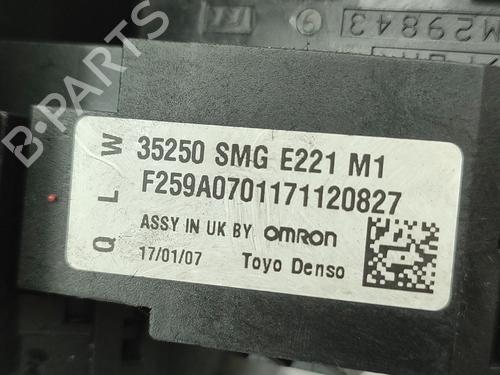 M29843
35250 SMG E221 M1
F259A0701171120827
ASSY IN UK BY OMRON
17/01/07 Toyo Denso
W
L
Q
B-PARTS